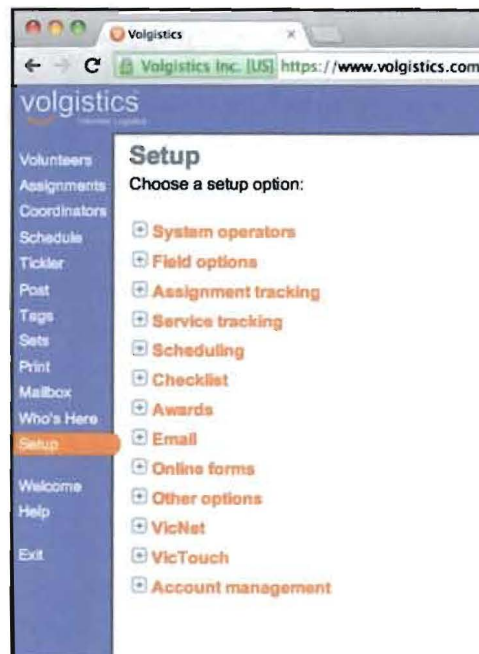 Volgistics
Volgistics Inc. [US] https://www.volgistics.com
volgistics
Volunteers
Assignments
Coordinators
Schedule
Tickler
Post
Tags
Sets
Print
Mailbox
Who's Here
Setup
Welcome
Help
Exit
Setup
Choose a setup option:
System operators
Field options
Assignment tracking
Service tracking
Scheduling
Checklist
Awards
Email
Online forms
Other options
VicNet
VicTouch
Account management